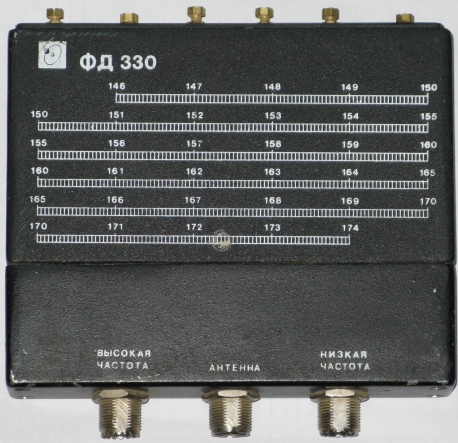 ФД 330
146 147 148 149 150
150 151 152 153 154 155
155 156 157 158 159 160
160 161 162 163 164 165
165 166 167 168 169 170
170 171 172 173 174
ВЫСОКАЯ
ЧАСТОТА
АНТЕННА
НИЗКАЯ
ЧАСТОТА